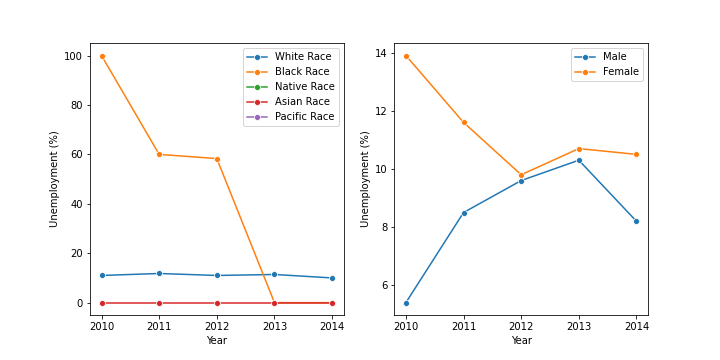 Unemployment (%)
100
80
60
40
20
0
2010 2011 2012 2013 2014
Year
White Race
Black Race
Native Race
Asian Race
Pacific Race
Unemployment (%)
14
12
10
8
6
2010 2011 2012 2013 2014
Year
Male
Female